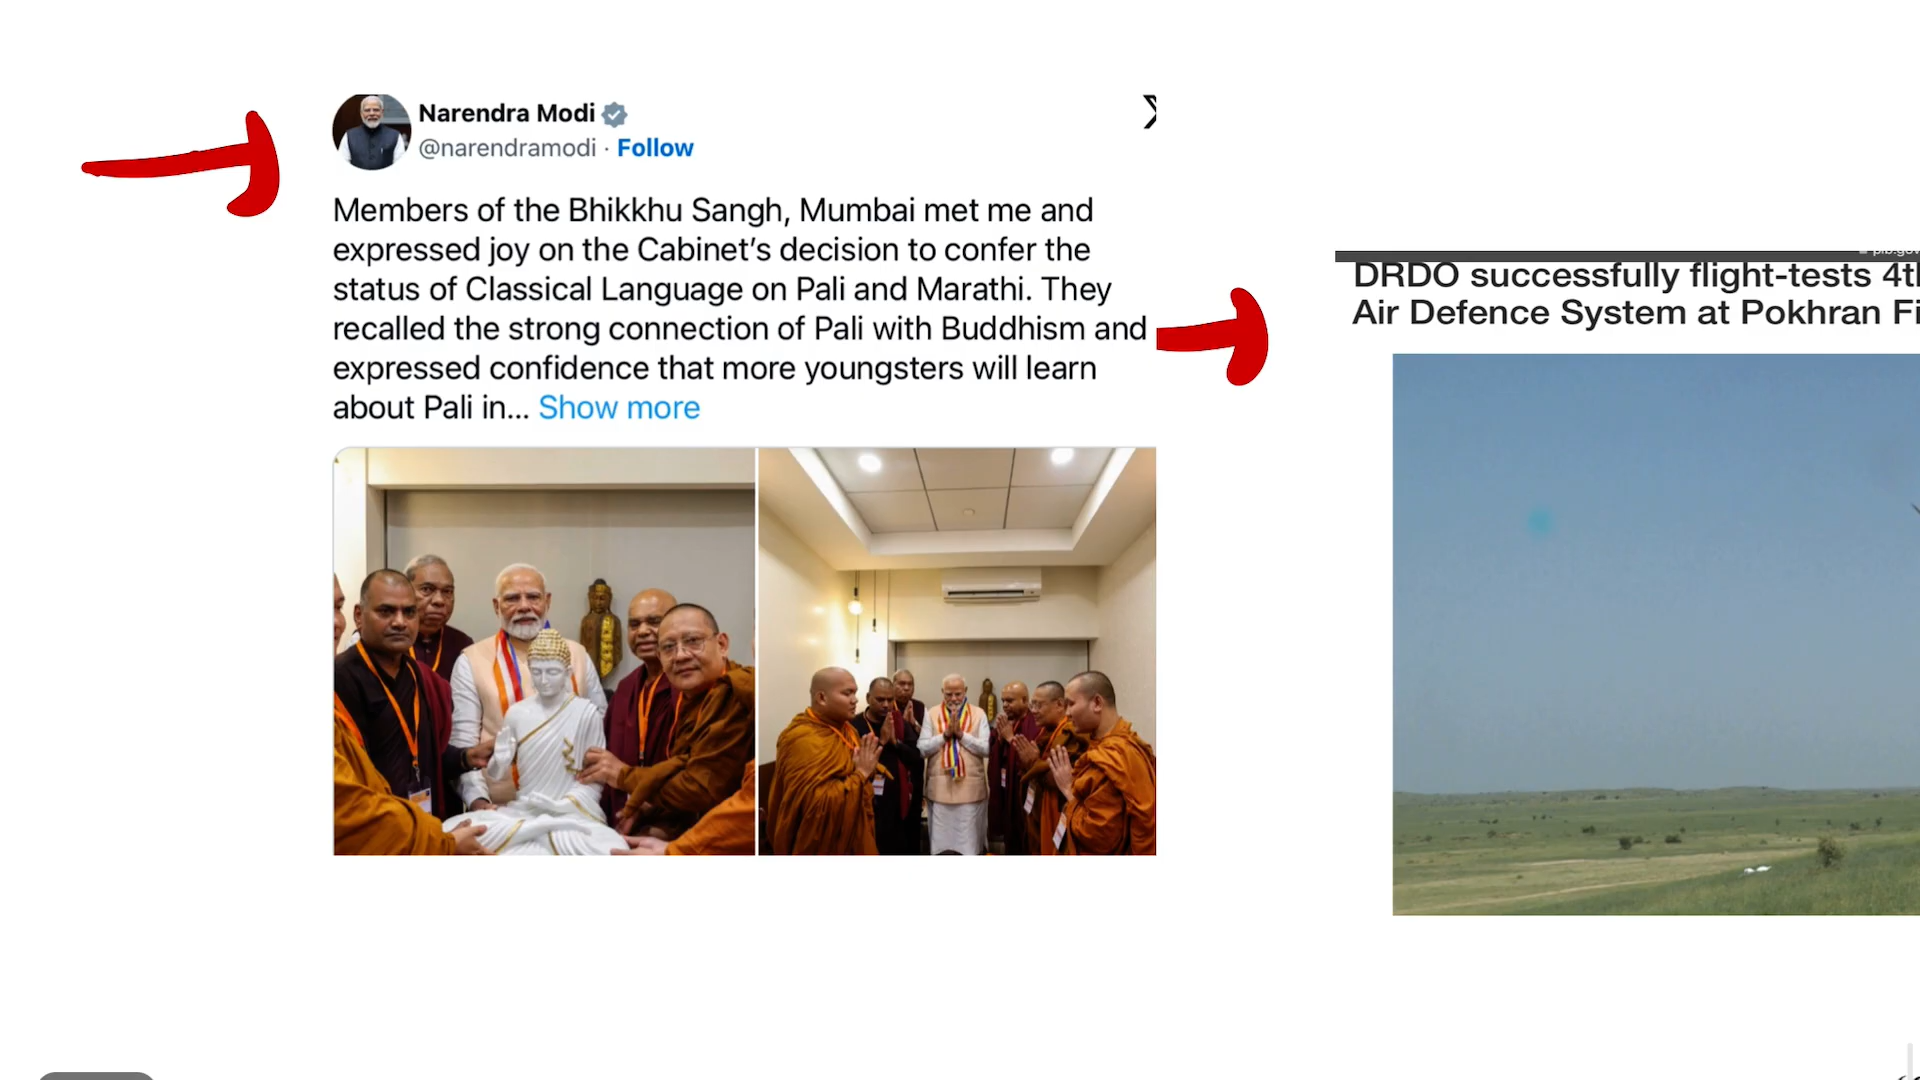 Narendra Modi
@narendramodi · Follow
Members of the Bhikkhu Sangh, Mumbai met me and
expressed joy on the Cabinet's decision to confer the
status of Classical Language on Pali and Marathi. They
recalled the strong connection of Pali with Buddhism and
expressed confidence that more youngsters will learn
about Pali in... Show more
DRDO successfully flight-tests 4t
Air Defence System at Pokhran Fi